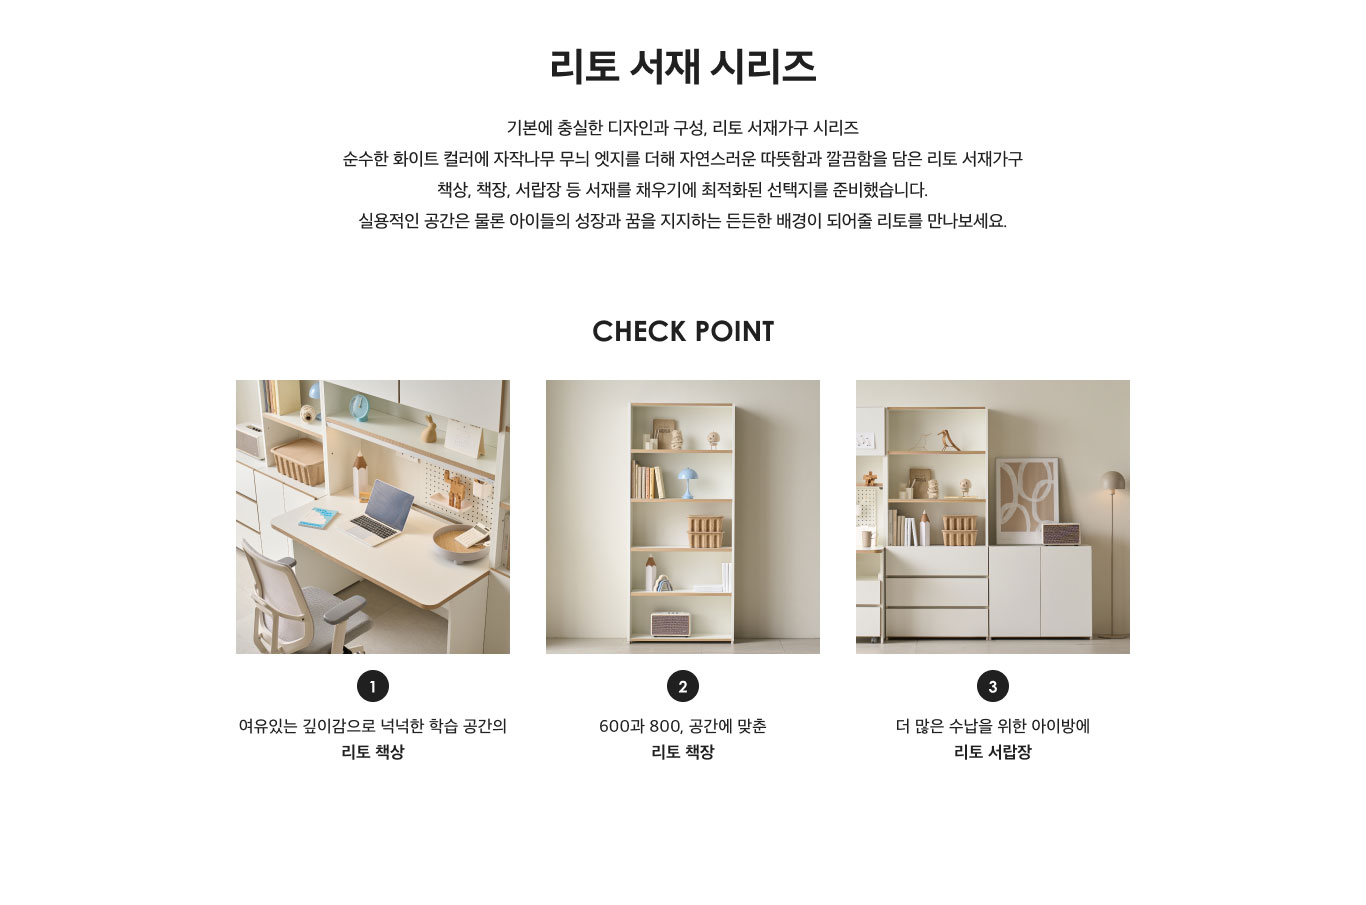 리토 서재 시리즈
기본에 충실한 디자인과 구성, 리토 서재가구 시리즈
순수한 화이트 컬러에 자작나무 무늬 엣지를 더해 자연스러운 따뜻함과 깔끔함을 담은 리토 서재가구
책상, 책장, 서랍장 등 서재를 채우기에 최적화된 선택지를 준비했습니다.
실용적인 공간은 물론 아이들의 성장과 꿈을 지지하는 든든한 배경이 되어줄 리토를 만나보세요.
CHECK POINT
1
여유있는 깊이감으로 넉넉한 학습 공간의
리토 책상
2
600과 800, 공간에 맞춘
리토 책장
3
더 많은 수납을 위한 아이방에
리토 서랍장